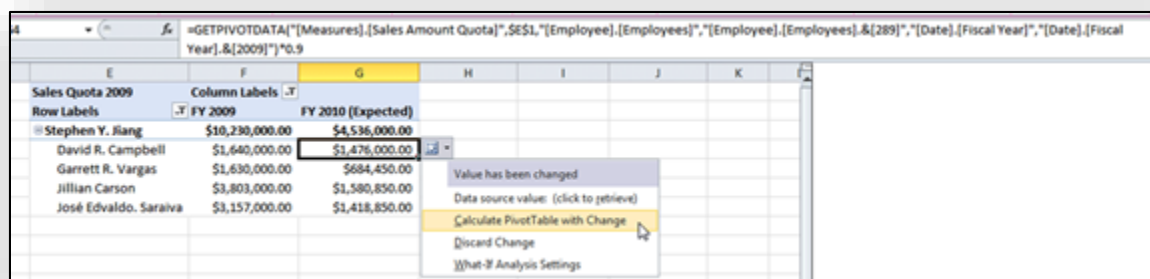 4 fx =GETPIVOTDATA("[Measures].[Sales Amount Quota]",$E$1,"[Employee].[Employees]","[Employee].[Employees].&[289]","[Date].[Fiscal Year]","[Date].[Fiscal
Year].&[2009]")*0.9
E F G H I J K
Sales Quota 2009 Column Labels
Row Labels FY 2009 FY 2010 (Expected)
Stephen Y. Jiang $10,230,000.00 $4,536,000.00
David R. Campbell $1,640,000.00 $1,476,000.00
Garrett R. Vargas $1,630,000.00 $684,450.00
Jillian Carson $3,803,000.00 $1,580,850.00
José Edvaldo. Saraiva $3,157,000.00 $1,418,850.00
Value has been changed
Data source value: (click to retrieve)
Calculate PivotTable with Change
Discard Change
What-If Analysis Settings